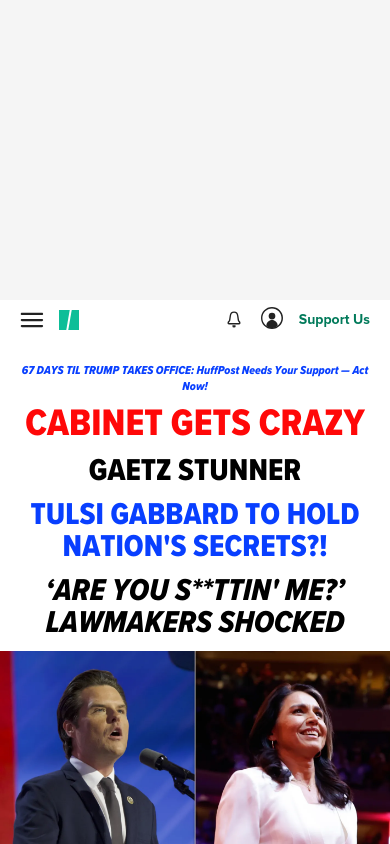 Support Us
67 DAYS TIL TRUMP TAKES OFFICE: HuffPost Needs Your Support — Act
Now!
CABINET GETS CRAZY
GAETZ STUNNER
TULSI GABBARD TO HOLD
NATION'S SECRETS?!
‘ARE YOU S**TTIN' ME?’
LAWMAKERS SHOCKED